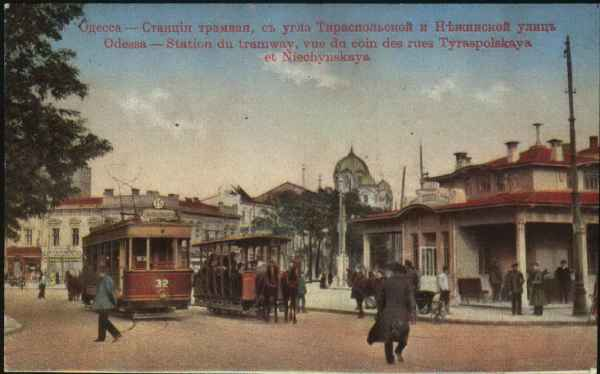 Одесса — Станція трамвая, съ угла Тираспольской и Нѣжинской улицъ
Odessa — Station du tramway, vue du coin des rues Tyraspolskaya
et Niechynskaya
32